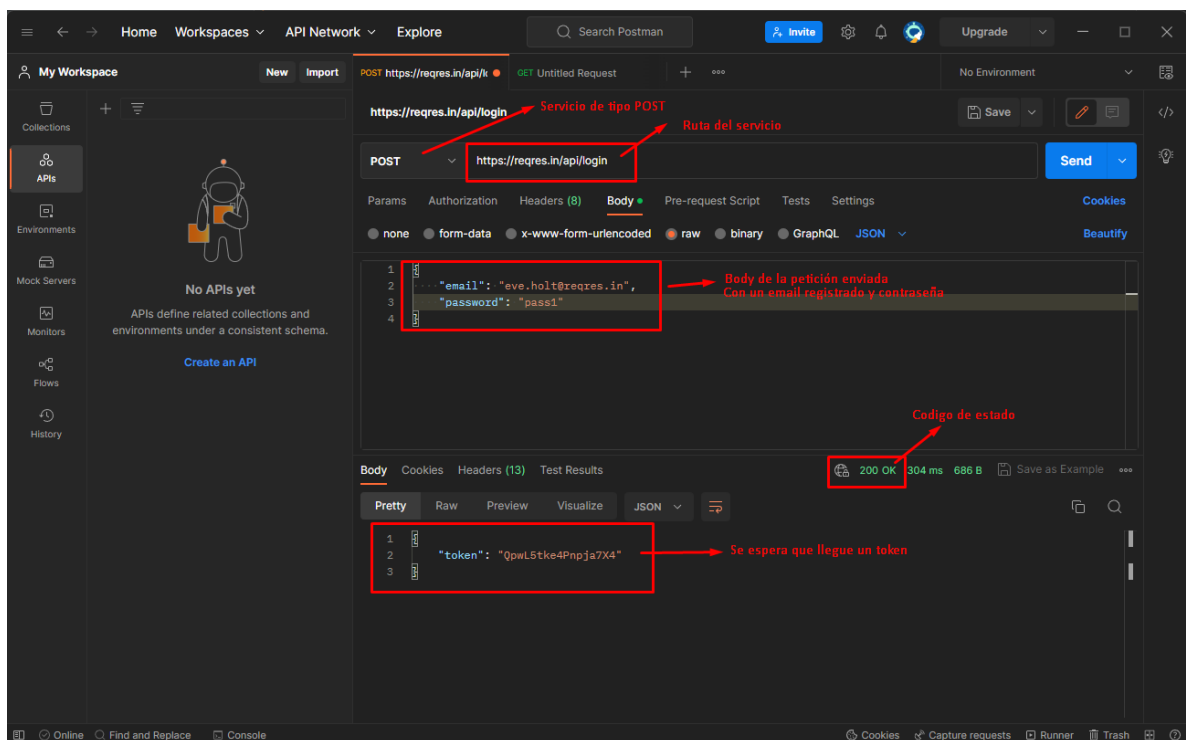 Home Workspaces API Network Explore Search Postman Invite Upgrade
My Workspace New Import POST https://reqres.in/api/lc GET Untitled Request No Environment
https://reqres.in/api/login Servicio de tipo POST Save
Ruta del servicio
POST https://reqres.in/api/login Send
Params Authorization Headers (8) Body Pre-request Script Tests Settings Cookies
none form-data x-www-form-urlencoded raw binary GraphQL JSON Beautify
Collections
APIs
Environments
Mock Servers
Monitors
Flows
History
No APIs yet
APIs define related collections and
environments under a consistent schema.
Create an API
1 {
2 "email": "eve.holt@reqres.in",
3 "password": "pass1"
4 }
Body de la petición enviada
Con un email registrado y contraseña
Codigo de estado
Body Cookies Headers (13) Test Results 200 OK 304 ms 686 B Save as Example
Pretty Raw Preview Visualize JSON
1 {
2 "token": "QpwL5tke4Pnpja7X4"
3 }
Se espera que llegue un token
Online Find and Replace Console Cookies Capture requests Runner Trash